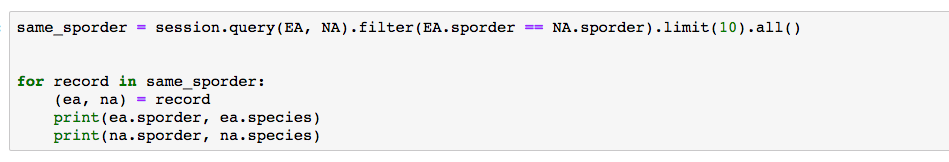 same_sporder = session.query(EA, NA).filter(EA.sporder == NA.sporder).limit(10).all()
for record in same_sporder:
    (ea, na) = record
    print(ea.sporder, ea.species)
    print(na.sporder, na.species)